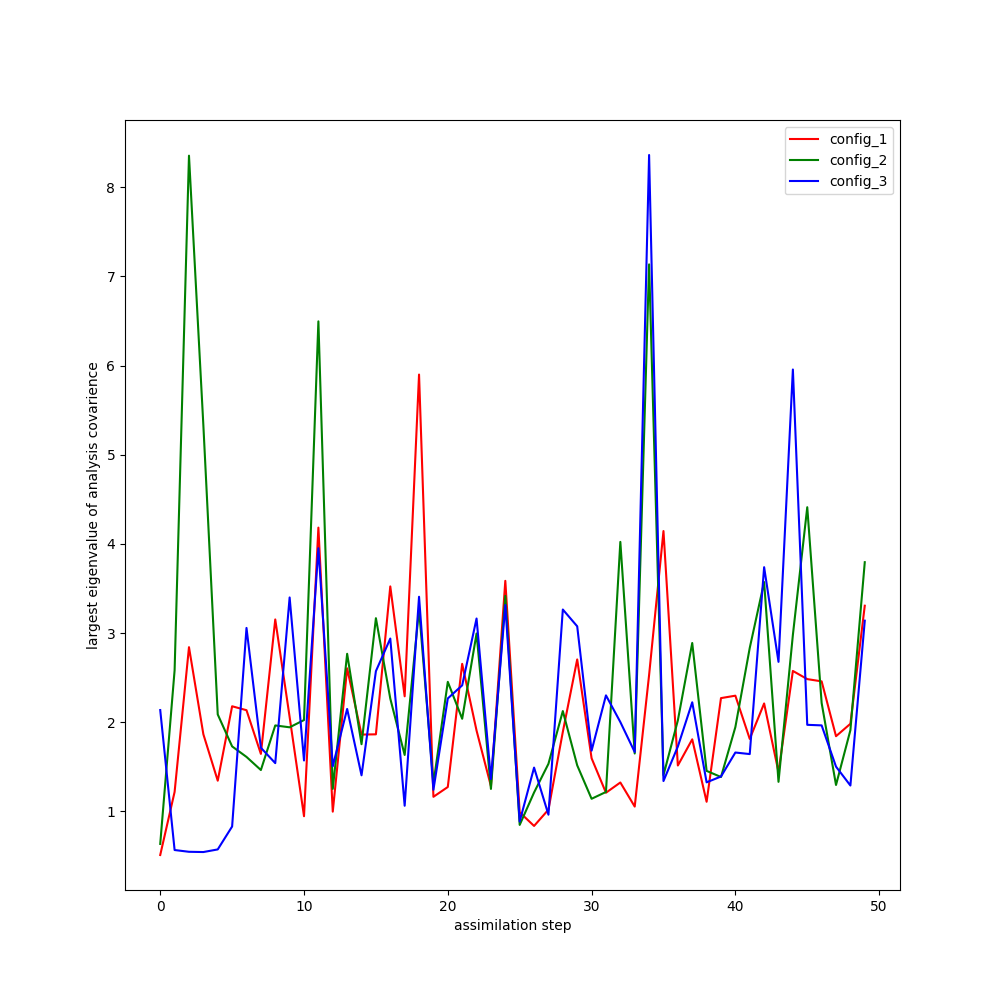 config_1
config_2
config_3
8
7
6
5
4
3
2
1
largest eigenvalue of analysis covarience
0 10 20 30 40 50
assimilation step